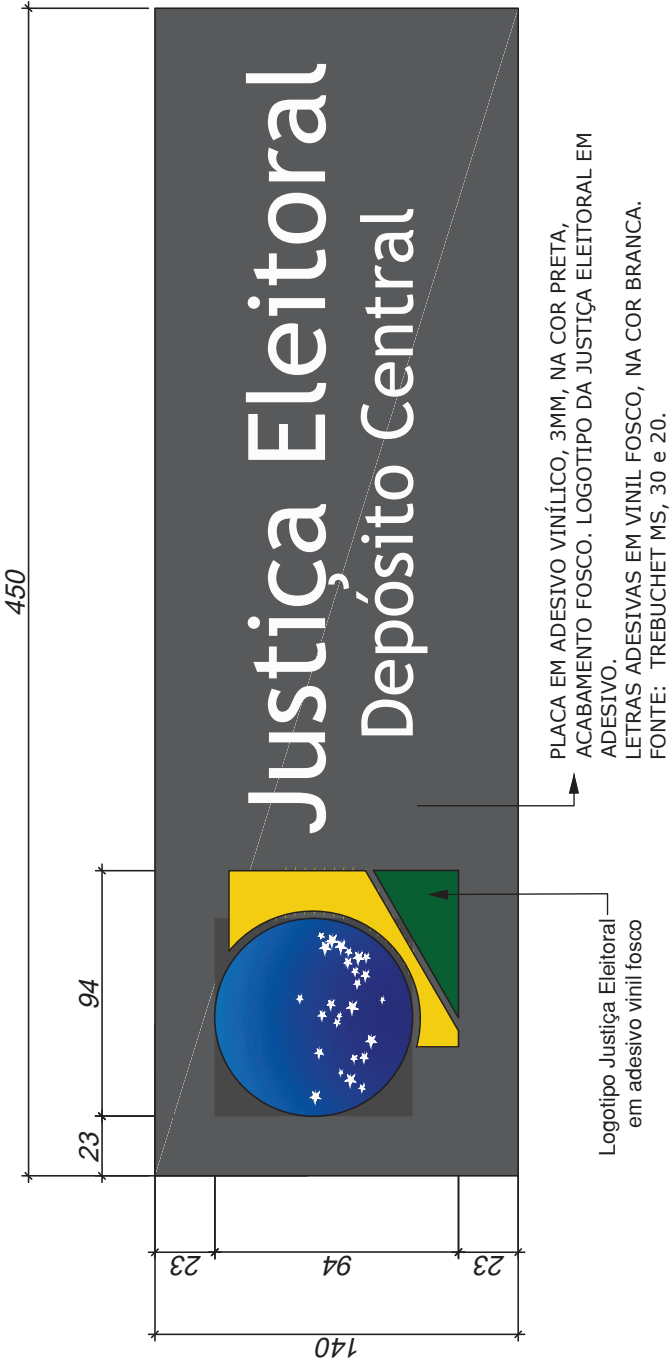 450
94
23
Justiça Eleitoral
Depósito Central
23
94
23
140
PLACA EM ADESIVO VINÍLICO, 3MM, NA COR PRETA,
ACABAMENTO FOSCO. LOGOTIPO DA JUSTIÇA ELEITORAL EM
ADESIVO.
LETRAS ADESIVAS EM VINIL FOSCO, NA COR BRANCA.
FONTE: TREBUCHET MS, 30 e 20.
Logotipo Justiça Eleitoral
em adesivo vinil fosco